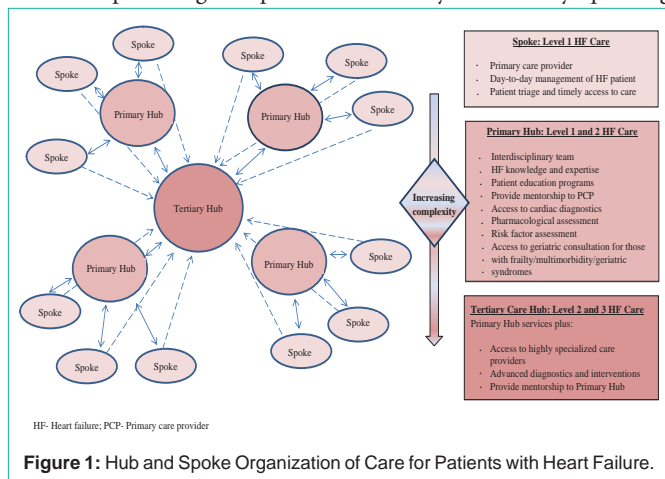 Spoke
Spoke
Spoke
Spoke
Primary Hub
Primary Hub
Spoke
Spoke
Tertiary Hub
Primary Hub
Primary Hub
Spoke
Spoke
Spoke
Spoke
Spoke
Spoke
Increasing
complexity
Spoke: Level 1 HF Care
· Primary care provider
· Day-to-day management of HF patient
· Patient triage and timely access to care
Primary Hub: Level 1 and 2 HF Care
· Interdisciplinary team
· HF knowledge and expertise
· Patient education programs
· Provide mentorship to PCP
· Access to cardiac diagnostics
· Pharmacological assessment
· Risk factor assessment
· Access to geriatric consultation for those
· with frailty/multimorbidity/geriatric
· syndromes
Tertiary Care Hub: Level 2 and 3 HF Care
Primary Hub services plus:
· Access to highly specialized care
providers
· Advanced diagnostics and interventions
· Provide mentorship to Primary Hub
HF- Heart failure; PCP- Primary care provider
Figure 1: Hub and Spoke Organization of Care for Patients with Heart Failure.